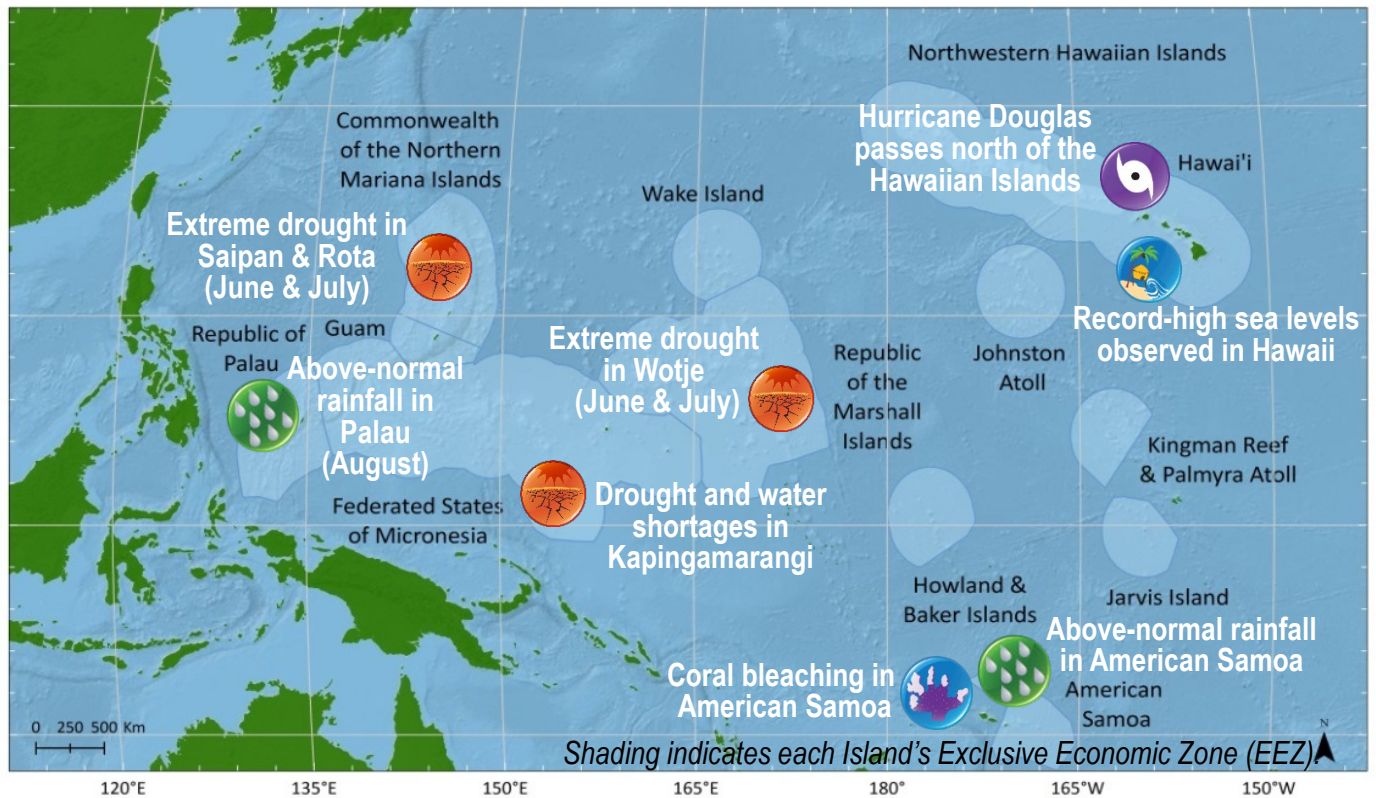 Northwestern Hawaiian Islands
Hurricane Douglas
passes north of the
Hawaiian Islands
Hawai'i
Commonwealth
of the Northern
Mariana Islands
Wake Island
Extreme drought in
Saipan & Rota
(June & July)
Record-high sea levels
observed in Hawaii
Republic of
Palau
Guam
Above-normal
rainfall in
Palau
(August)
Extreme drought
in Wotje
(June & July)
Republic
of the
Marshall
Islands
Johnston
Atoll
Kingman Reef
& Palmyra Atoll
Federated States
of Micronesia
Drought and water
shortages in
Kapingamarangi
Howland &
Baker Islands
Jarvis Island
Above-normal rainfall
in American Samoa
Coral bleaching in
American Samoa
American
Samoa
0 250 500 Km
N
Shading indicates each Island's Exclusive Economic Zone (EEZ).
120°E 135°E 150°E 165°E 180° 165°W 150°W